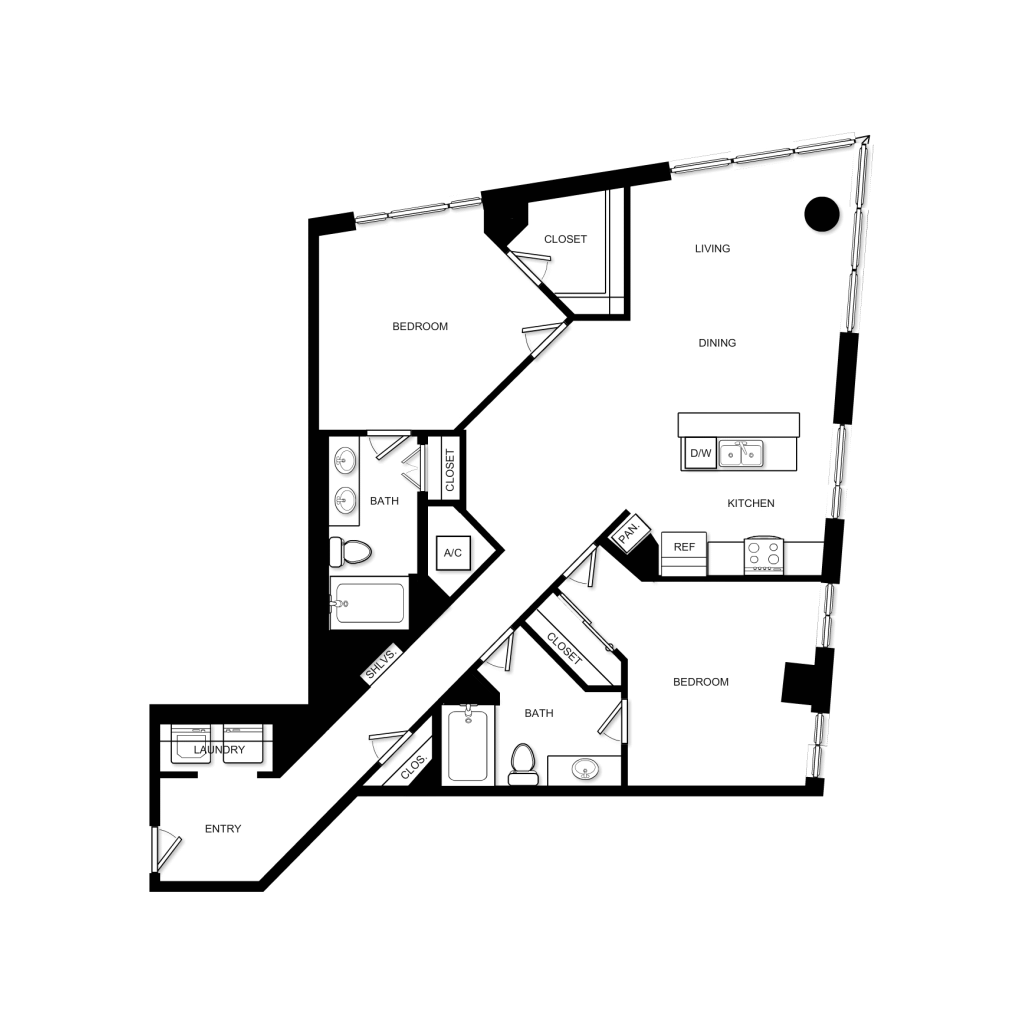 CLOSET
LIVING
BEDROOM
DINING
D/W
CLOSET
BATH
KITCHEN
PAN.
REF
A/C
CLOSET
SHLVS.
BEDROOM
BATH
LAUNDRY
CLOS.
ENTRY